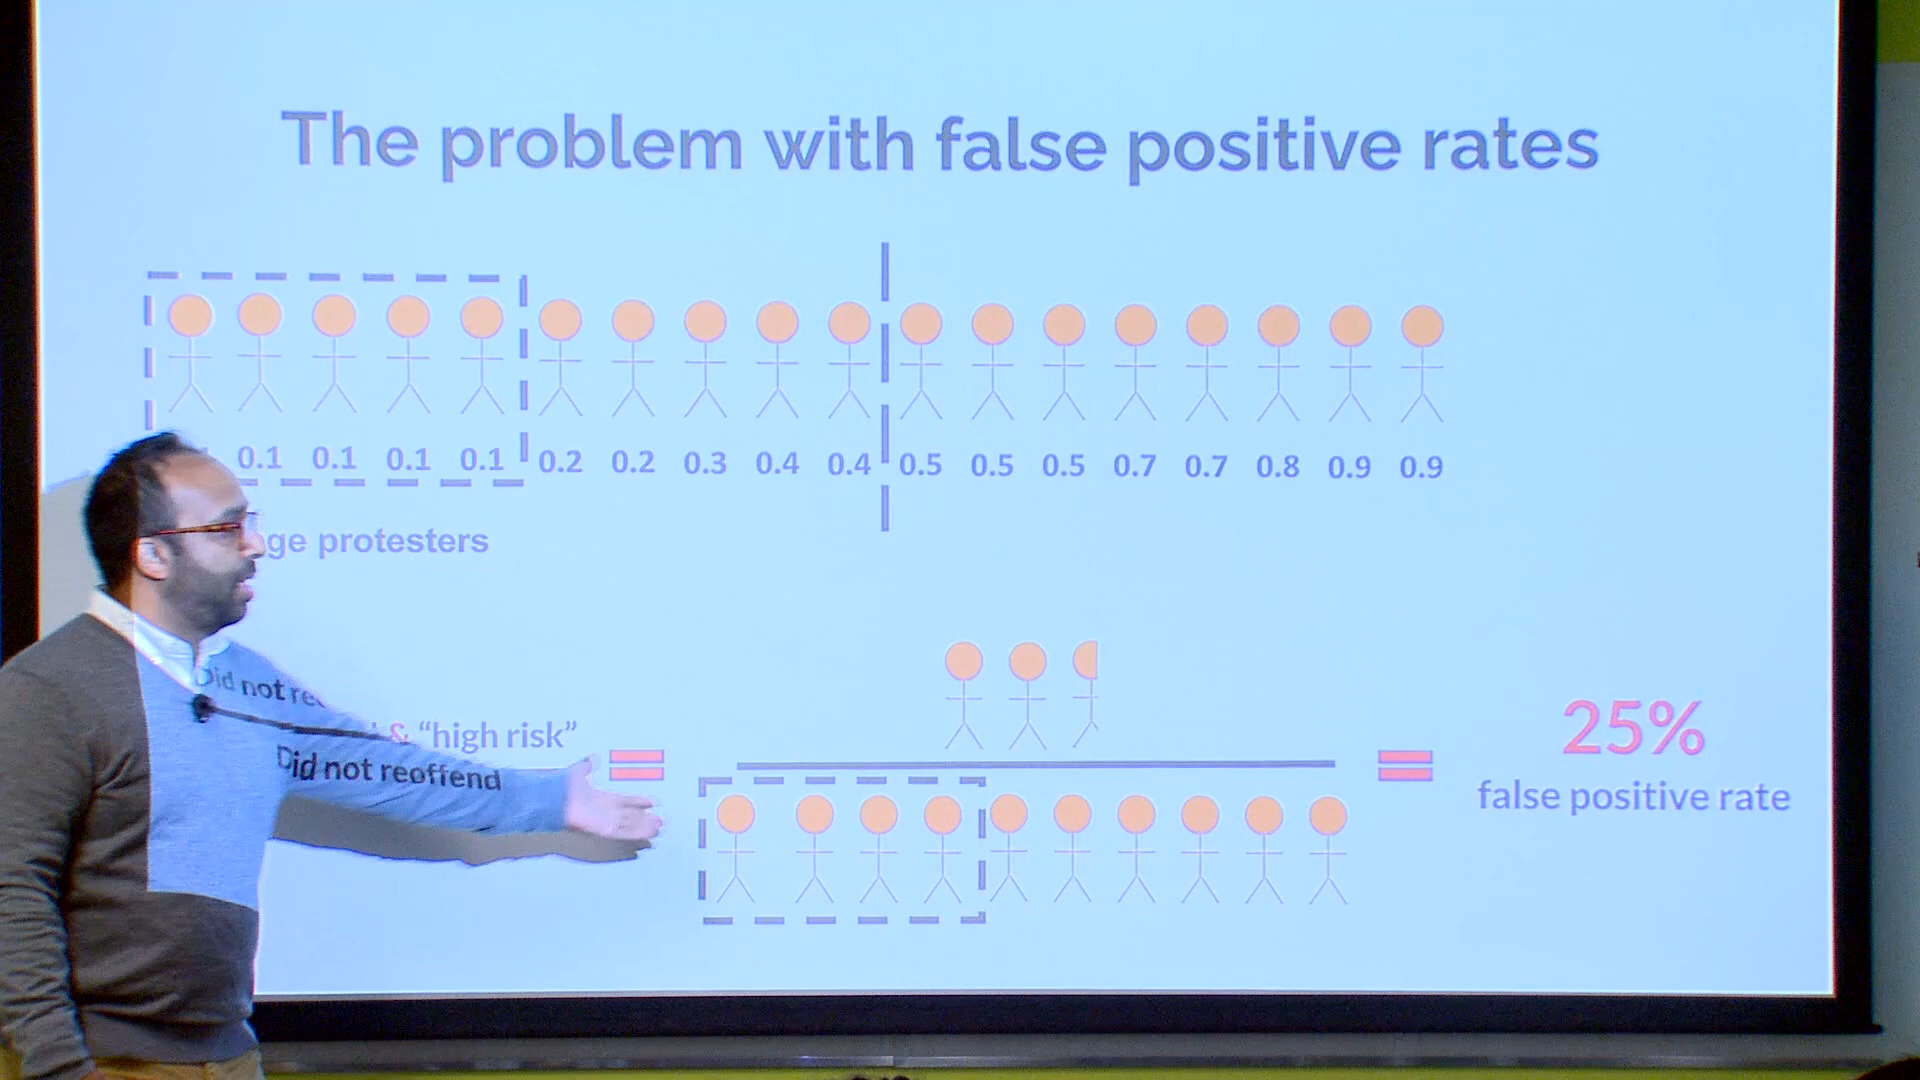 The problem with false positive rates
0.1 0.1 0.1 0.1 0.2 0.2 0.3 0.4 0.4 0.5 0.5 0.5 0.7 0.7 0.8 0.9 0.9
protesters
Did not
& “high risk”
=
=
25%
Did not reoffend
false positive rate